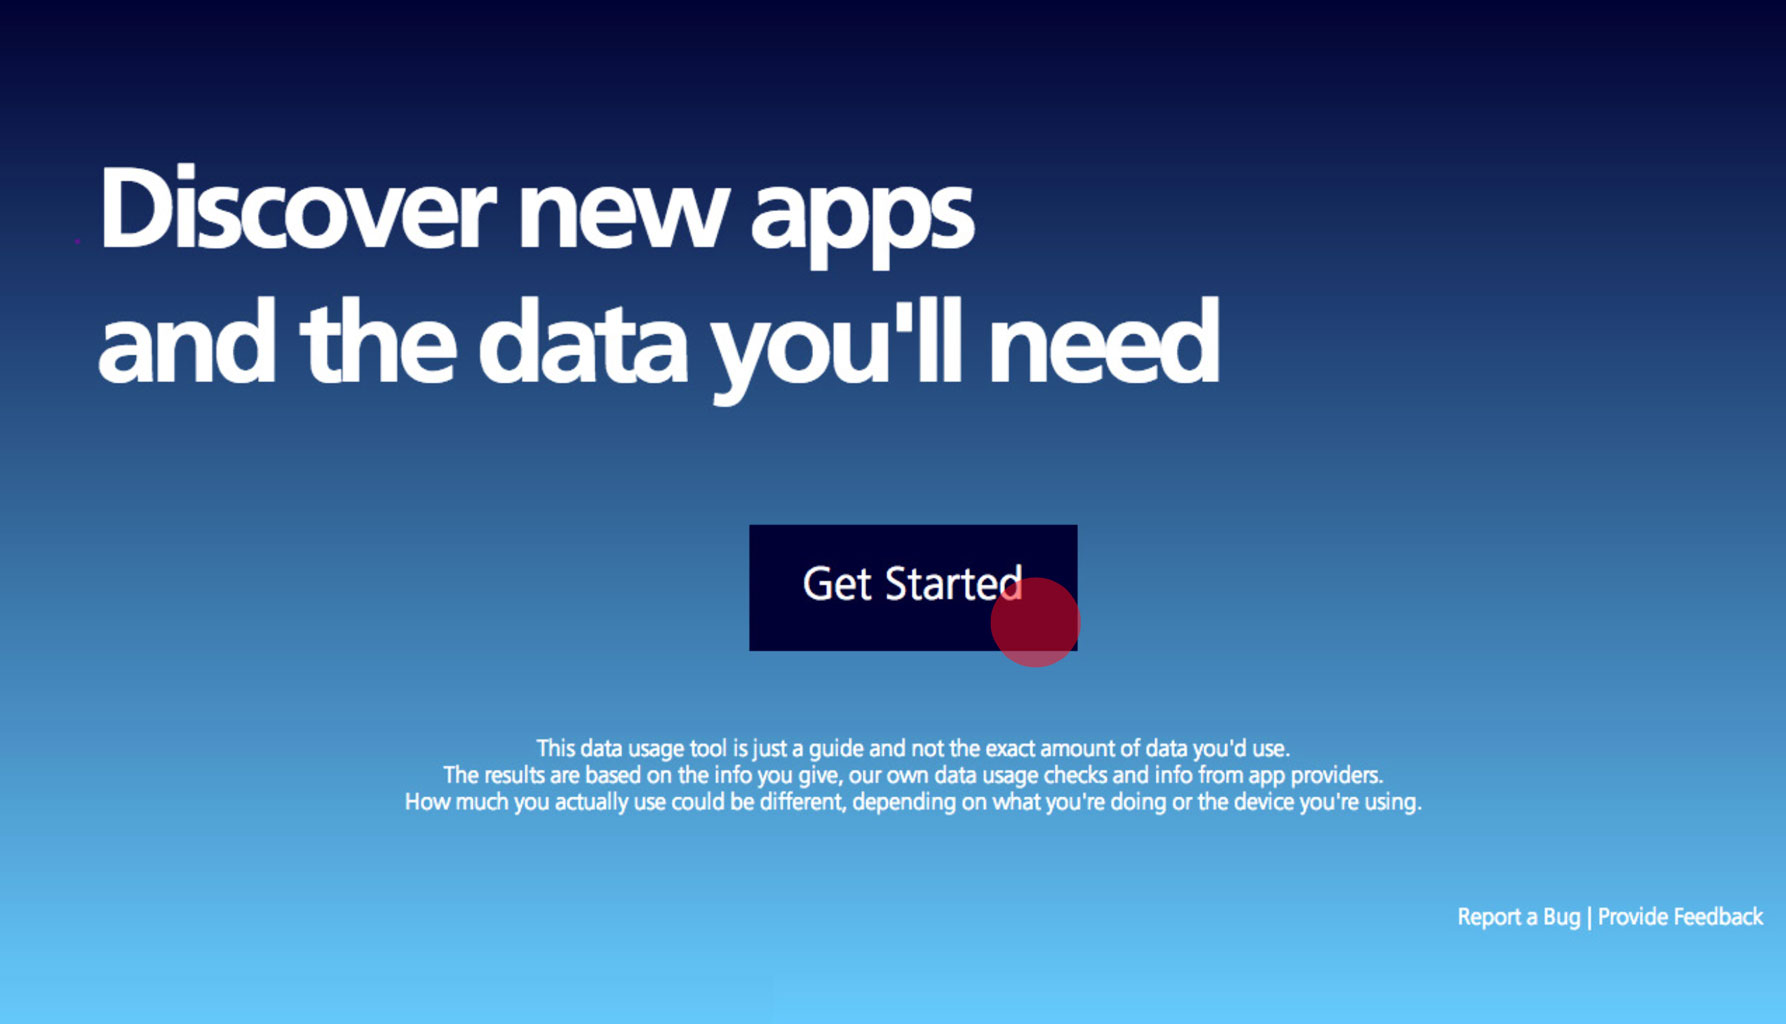 Discover new apps
and the data you'll need
Get Started
This data usage tool is just a guide and not the exact amount of data you'd use.
The results are based on the info you give, our own data usage checks and info from app providers.
How much you actually use could be different, depending on what you're doing or the device you're using.
Report a Bug | Provide Feedback